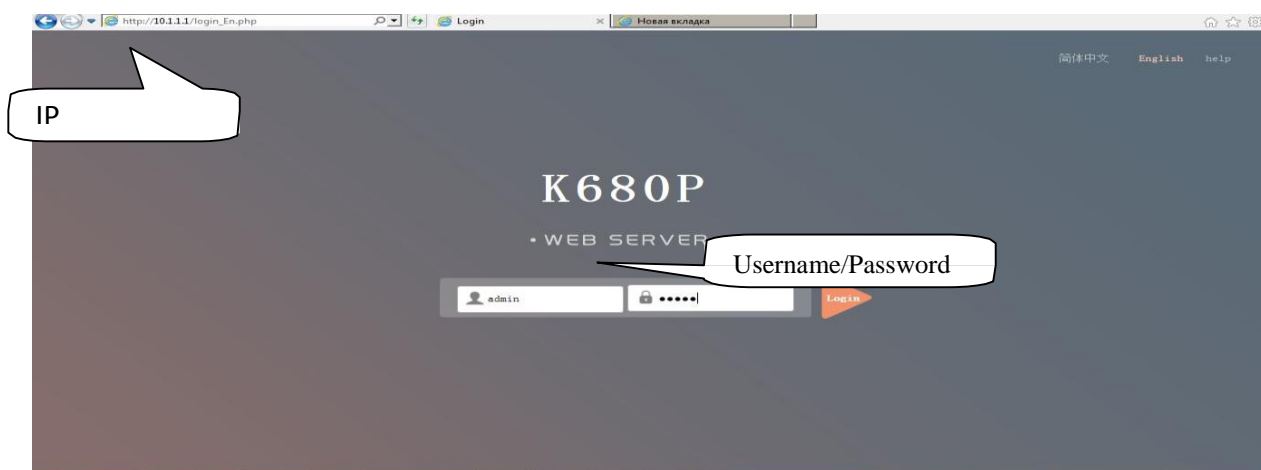 http://10.1.1.1/login_En.php Login Новая вкладка
简体中文 English help
IP
K680P
WEB SERVER
Username/Password
admin Login